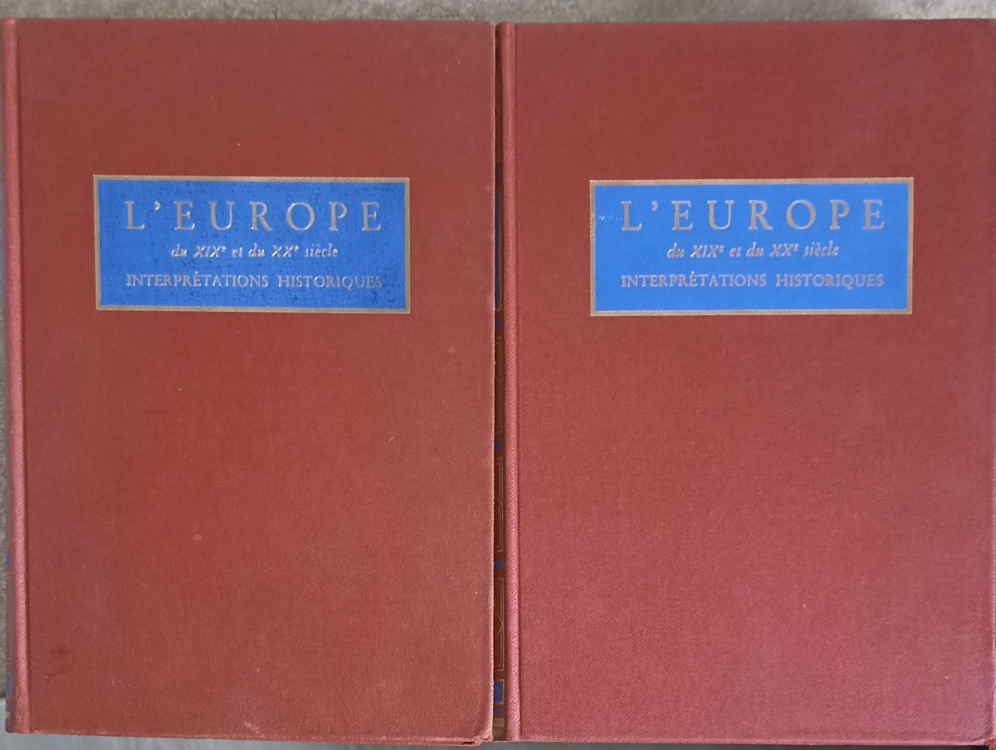 L'EUROPE
du XIXe et du XXe siècle
INTERPRÉTATIONS HISTORIQUES
L'EUROPE
du XIXe et du XXe siècle
INTERPRÉTATIONS HISTORIQUES